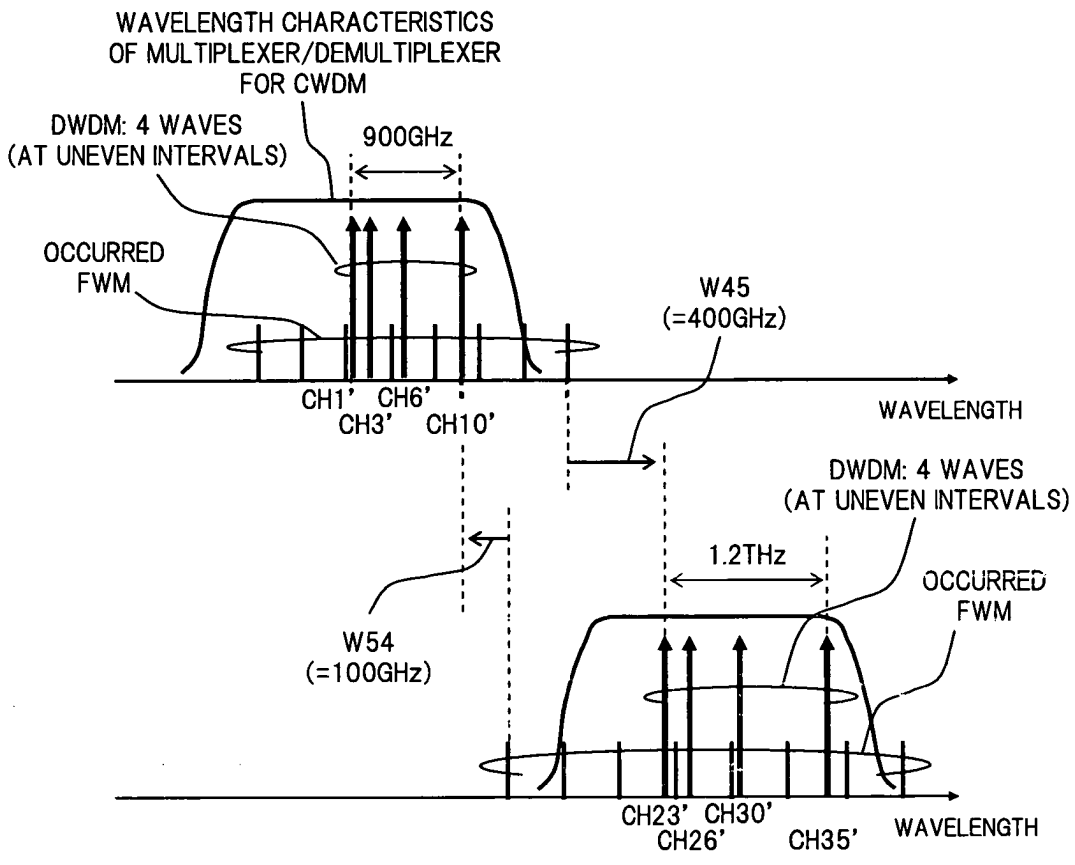 WAVELENGTH CHARACTERISTICS
OF MULTIPLEXER/DEMULTIPLEXER
FOR CWDM
DWDM: 4 WAVES
(AT UNEVEN INTERVALS)
900GHz
OCCURRED
FWM
W45
(=400GHz)
CH1'
CH6'
CH3'
CH10'
WAVELENGTH
DWDM: 4 WAVES
(AT UNEVEN INTERVALS)
1.2THz
OCCURRED
FWM
W54
(=100GHz)
CH23'
CH30'
CH26'
CH35'
WAVELENGTH